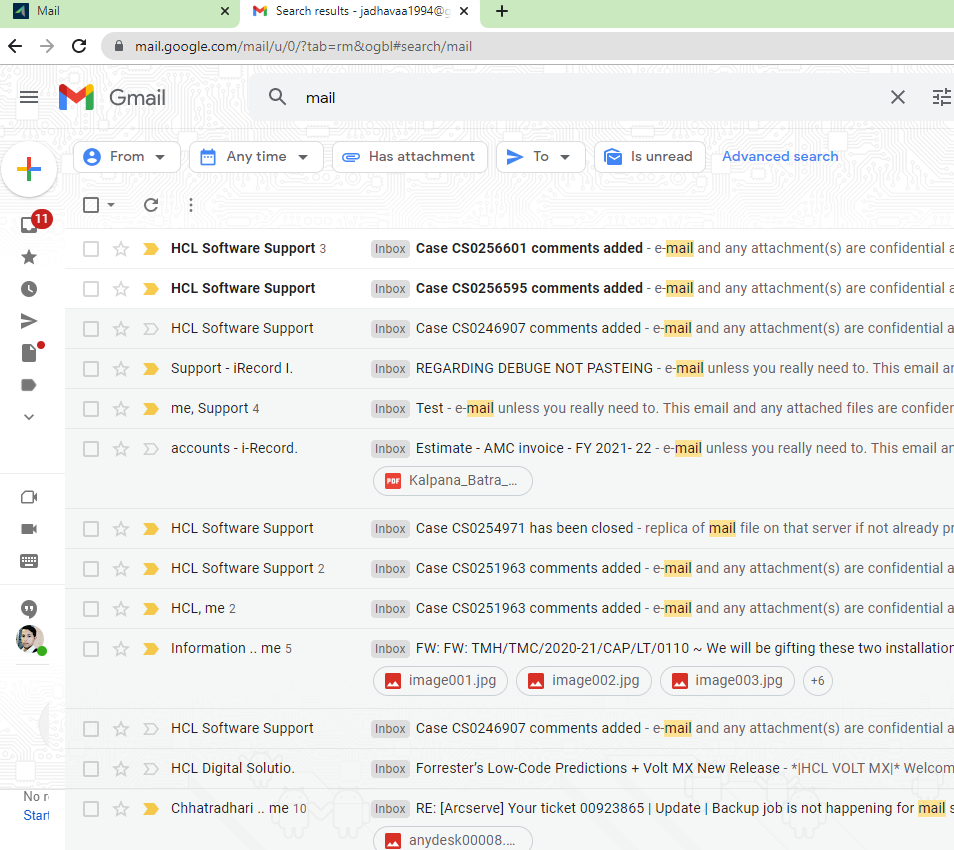 Mail
Search results - jadhavaa1994@g
mail.google.com/mail/u/0/?tab=rm&ogbl#search/mail
Gmail
mail
From
Any time
Has attachment
To
Is unread
Advanced search
11
HCL Software Support 3 Inbox Case CS0256601 comments added - e-mail and any attachment(s) are confidential a
HCL Software Support Inbox Case CS0256595 comments added - e-mail and any attachment(s) are confidential a
HCL Software Support Inbox Case CS0246907 comments added - e-mail and any attachment(s) are confidential a
Support - iRecord I. Inbox REGARDING DEBUGE NOT PASTEING - e-mail unless you really need to. This email an
me, Support 4 Inbox Test - e-mail unless you really need to. This email and any attached files are confiden
accounts - i-Record. Inbox Estimate - AMC invoice - FY 2021- 22 - e-mail unless you really need to. This email an
PDF Kalpana_Batra_...
HCL Software Support Inbox Case CS0254971 has been closed - replica of mail file on that server if not already pr
HCL Software Support 2 Inbox Case CS0251963 comments added - e-mail and any attachment(s) are confidential a
HCL, me 2 Inbox Case CS0251963 comments added - e-mail and any attachment(s) are confidential a
Information .. me 5 Inbox FW: FW: TMH/TMC/2020-21/CAP/LT/0110 ~ We will be gifting these two installation
image001.jpg image002.jpg image003.jpg +6
HCL Software Support Inbox Case CS0246907 comments added - e-mail and any attachment(s) are confidential a
HCL Digital Solutio. Inbox Forrester's Low-Code Predictions + Volt MX New Release - *|HCL VOLT MX|* Welcom
No r
Start
Chhatradhari .. me 10 Inbox RE: [Arcserve] Your ticket 00923865 | Update | Backup job is not happening for mail s
anydesk00008....